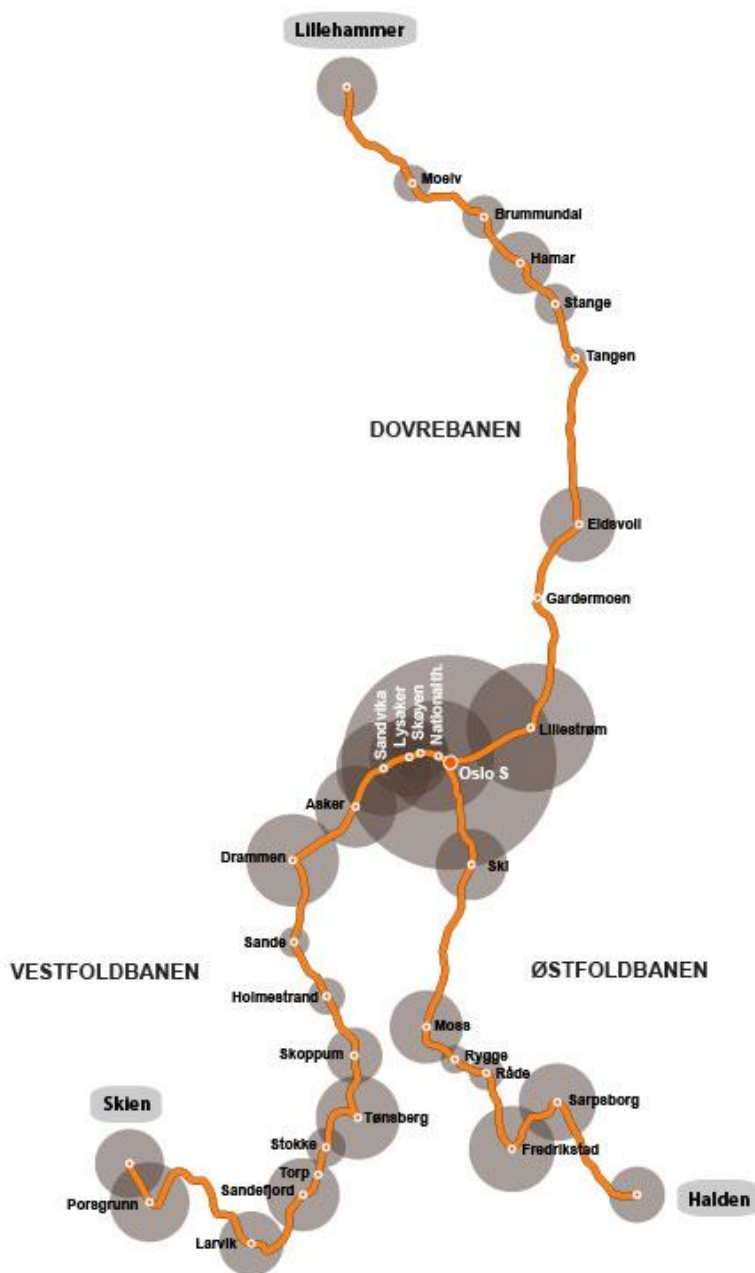 Lillehammer
Moelv
Brummundal
Hamar
Stange
Tangen
DOVREBANEN
Eidsvoll
Gardermoen
Sandvika
Lysaker
Skøyen
Nationalth.
Lillestrøm
Oslo S
Asker
Drammen
Ski
Sande
VESTFOLDBANEN
ØSTFOLDBANEN
Holmestrand
Moss
Skoppum
Rygge
Råde
Skien
Sarpsborg
Tønsberg
Stokke
Fredrikstad
Torp
Sandefjord
Porsgrunn
Halden
Larvik